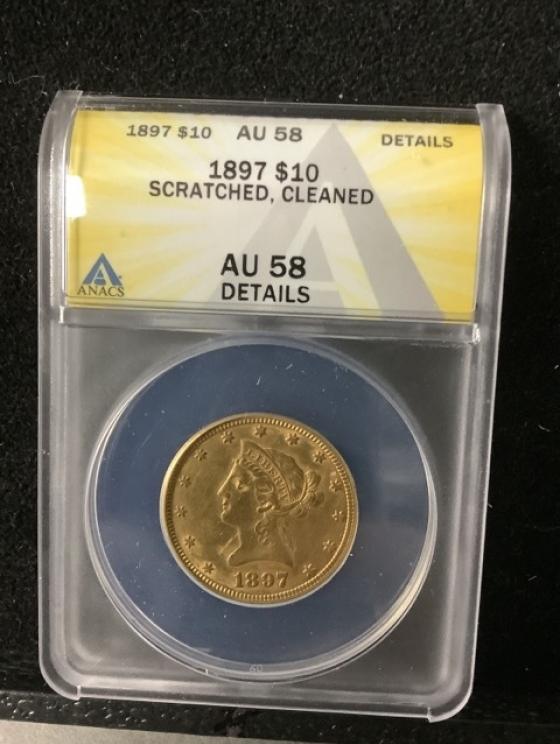 1897 $10 AU 58 DETAILS
1897 $10
SCRATCHED, CLEANED
ANACS
AU 58
DETAILS
LIBERTY
1897